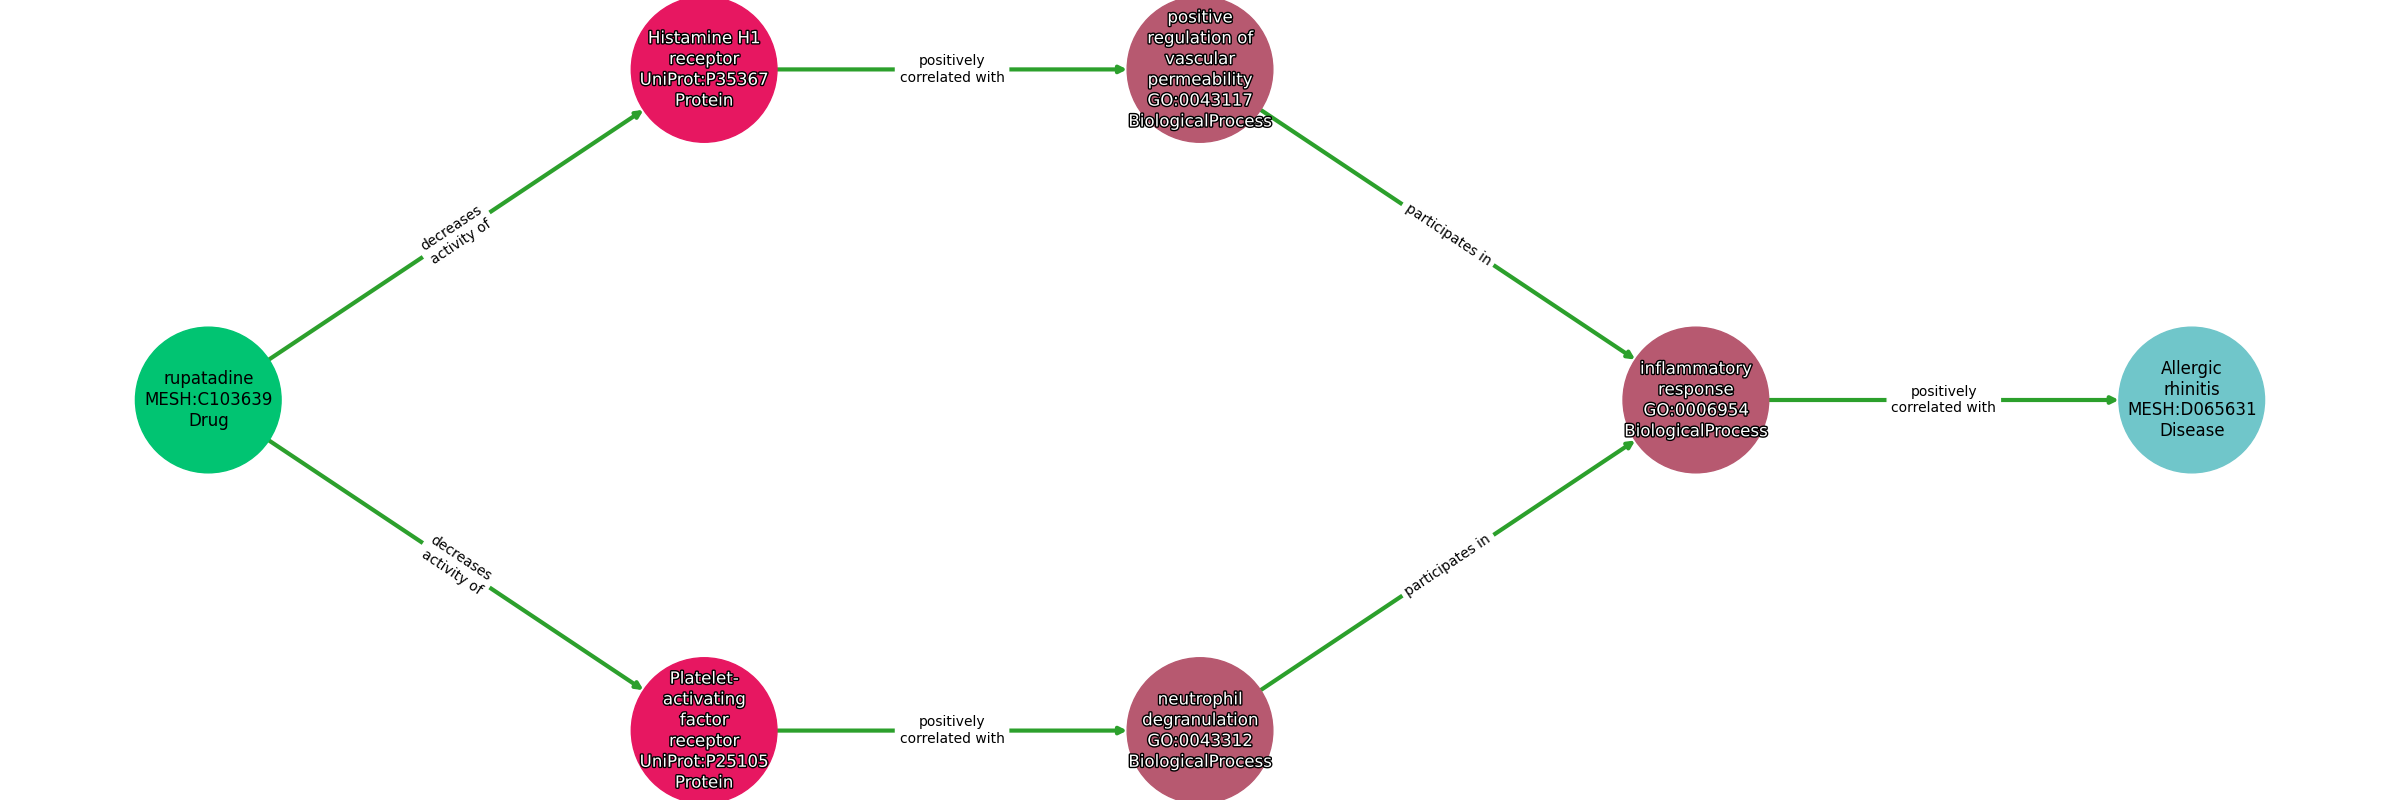 Histamine H1
receptor
UniProt:P35367
Protein
positively
correlated with
positive
regulation of
vascular
permeability
GO:0043117
BiologicalProcess
decreases
activity of
participates in
rupatadine
MESH:C103639
Drug
inflammatory
response
GO:0006954
BiologicalProcess
positively
correlated with
Allergic
rhinitis
MESH:D065631
Disease
decreases
activity of
participates in
Platelet-
activating
factor
receptor
UniProt:P25105
Protein
positively
correlated with
neutrophil
degranulation
GO:0043312
BiologicalProcess